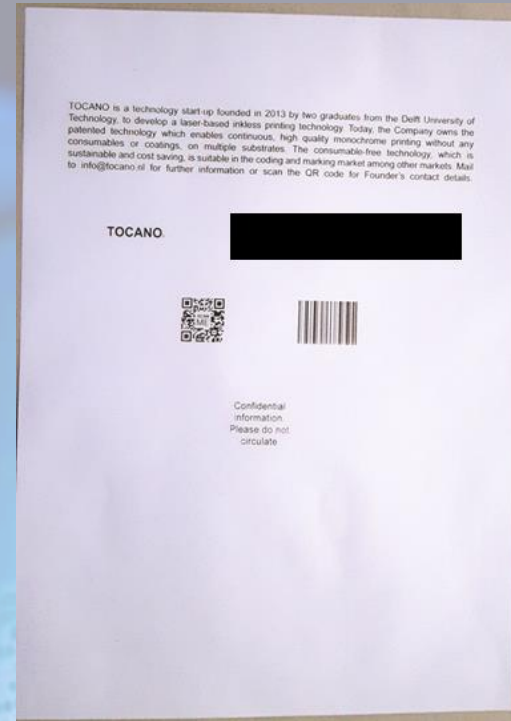 TOCANO is a technology start-up founded in 2013 by two graduates from the Delft University of
Technology, to develop a laser-based inkless printing technology. Today, the Company owns the
patented technology which enables continuous, high quality monochrome printing without any
consumables or coatings, on multiple substrates. The consumable-free technology, which is
sustainable and cost saving, is suitable in the coding and marking market among other markets. Mail
to info@tocano.nl for further information or scan the QR code for Founder's contact details.
TOCANO.
SCAN
ME
Confidential
information.
Please do not
circulate